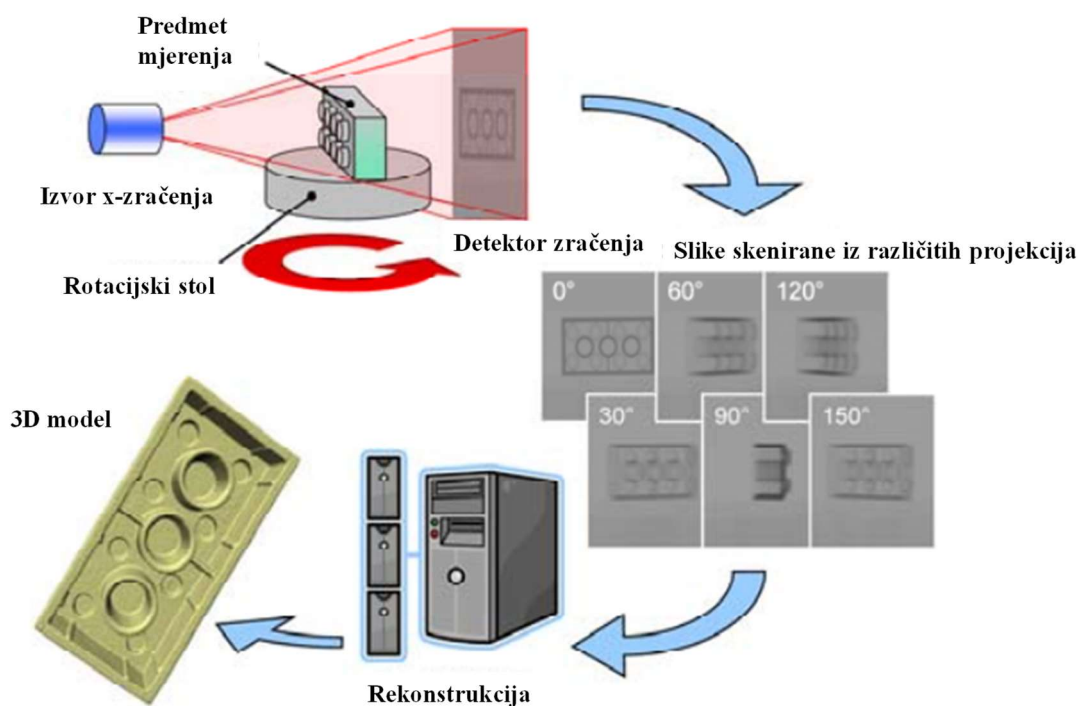 Predmet
mjerenja
Izvor x-zračenja
Rotacijski stol
Detektor zračenja
Slike skenirane iz različitih projekcija
0°
60°
120°
30°
90°
150°
3D model
Rekonstrukcija